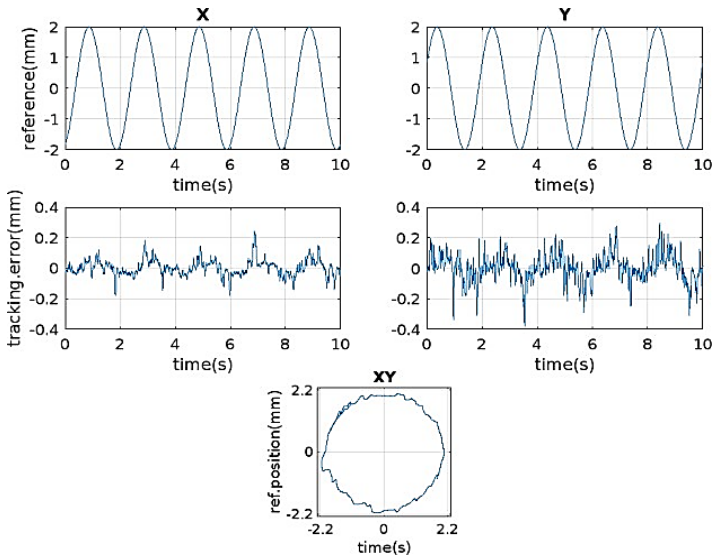 X
reference(mm)
2
1
0
-1
-2
0 2 4 6 8 10
time(s)
Y
2
1
0
-1
-2
0 2 4 6 8 10
time(s)
tracking.error(mm)
0.4
0.2
0
-0.2
-0.4
0 2 4 6 8 10
time(s)
0.4
0.2
0
-0.2
-0.4
0 2 4 6 8 10
time(s)
XY
ref.position(mm)
2.2
0
-2.2
-2.2 0 2.2
time(s)